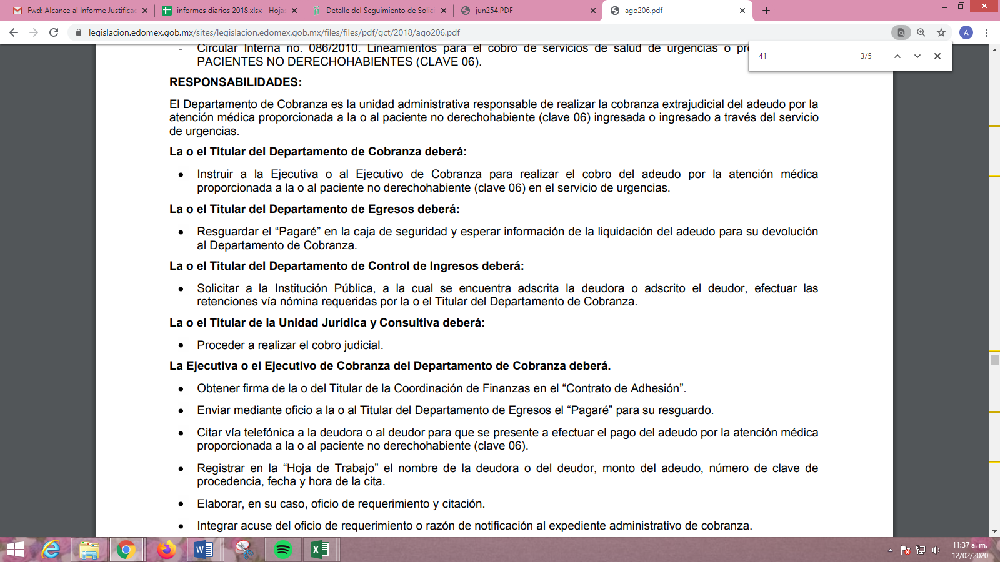 Fwd: Alcance al Informe Justifica
informes diarios 2018.xlsx - Hoja
Detalle del Seguimiento de Solici
jun254.PDF
ago206.pdf
legislacion.edomex.gob.mx/sites/legislacion.edomex.gob.mx/files/files/pdf/gct/2018/ago206.pdf
A
41
3/5
- Circular Interna no. 086/2010. Lineamientos para el cobro de servicios de salud de urgencias o
PACIENTES NO DERECHOHABIENTES (CLAVE 06).
RESPONSABILIDADES:
El Departamento de Cobranza es la unidad administrativa responsable de realizar la cobranza extrajudicial del adeudo por la
atención médica proporcionada a la o al paciente no derechohabiente (clave 06) ingresada o ingresado a través del servicio
de urgencias.
La o el Titular del Departamento de Cobranza deberá:
• Instruir a la Ejecutiva o al Ejecutivo de Cobranza para realizar el cobro del adeudo por la atención médica
proporcionada a la o al paciente no derechohabiente (clave 06) en el servicio de urgencias.
La o el Titular del Departamento de Egresos deberá:
• Resguardar el “Pagaré” en la caja de seguridad y esperar información de la liquidación del adeudo para su devolución
al Departamento de Cobranza.
La o el Titular del Departamento de Control de Ingresos deberá:
• Solicitar a la Institución Pública, a la cual se encuentra adscrita la deudora o adscrito el deudor, efectuar las
retenciones vía nómina requeridas por la o el Titular del Departamento de Cobranza.
La o el Titular de la Unidad Jurídica y Consultiva deberá:
• Proceder a realizar el cobro judicial.
La Ejecutiva o el Ejecutivo de Cobranza del Departamento de Cobranza deberá.
• Obtener firma de la o del Titular de la Coordinación de Finanzas en el “Contrato de Adhesión”.
• Enviar mediante oficio a la o al Titular del Departamento de Egresos el “Pagaré” para su resguardo.
• Citar vía telefónica a la deudora o al deudor para que se presente a efectuar el pago del adeudo por la atención médica
proporcionada a la o al paciente no derechohabiente (clave 06).
• Registrar en la “Hoja de Trabajo” el nombre de la deudora o del deudor, monto del adeudo, número de clave de
procedencia, fecha y hora de la cita.
• Elaborar, en su caso, oficio de requerimiento y citación.
• Integrar acuse del oficio de requerimiento o razón de notificación al expediente administrativo de cobranza.
11:37 a. m.
12/02/2020